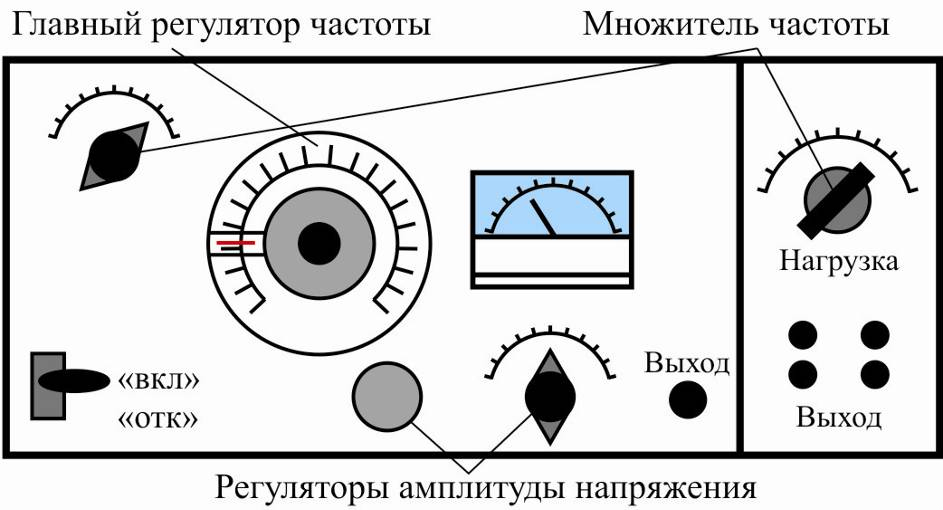 Главный регулятор частоты
Множитель частоты
Нагрузка
«вкл»
«отк»
Выход
Выход
Регуляторы амплитуды напряжения